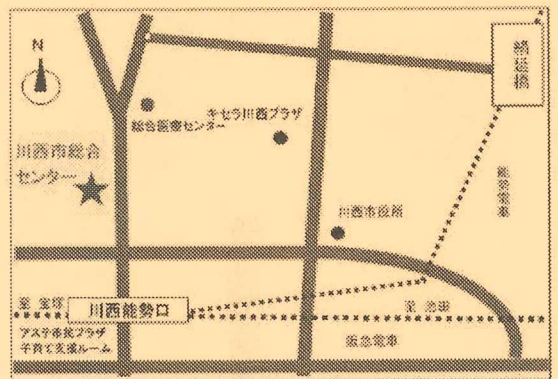 N
絹延橋
総合医療センター
キセラ川西プラザ
川西市総合
センター
能勢電車
川西市役所
至 宝塚
川西能勢口
至 池田
アステ市民プラザ
子育て支援ルーム
阪急電車